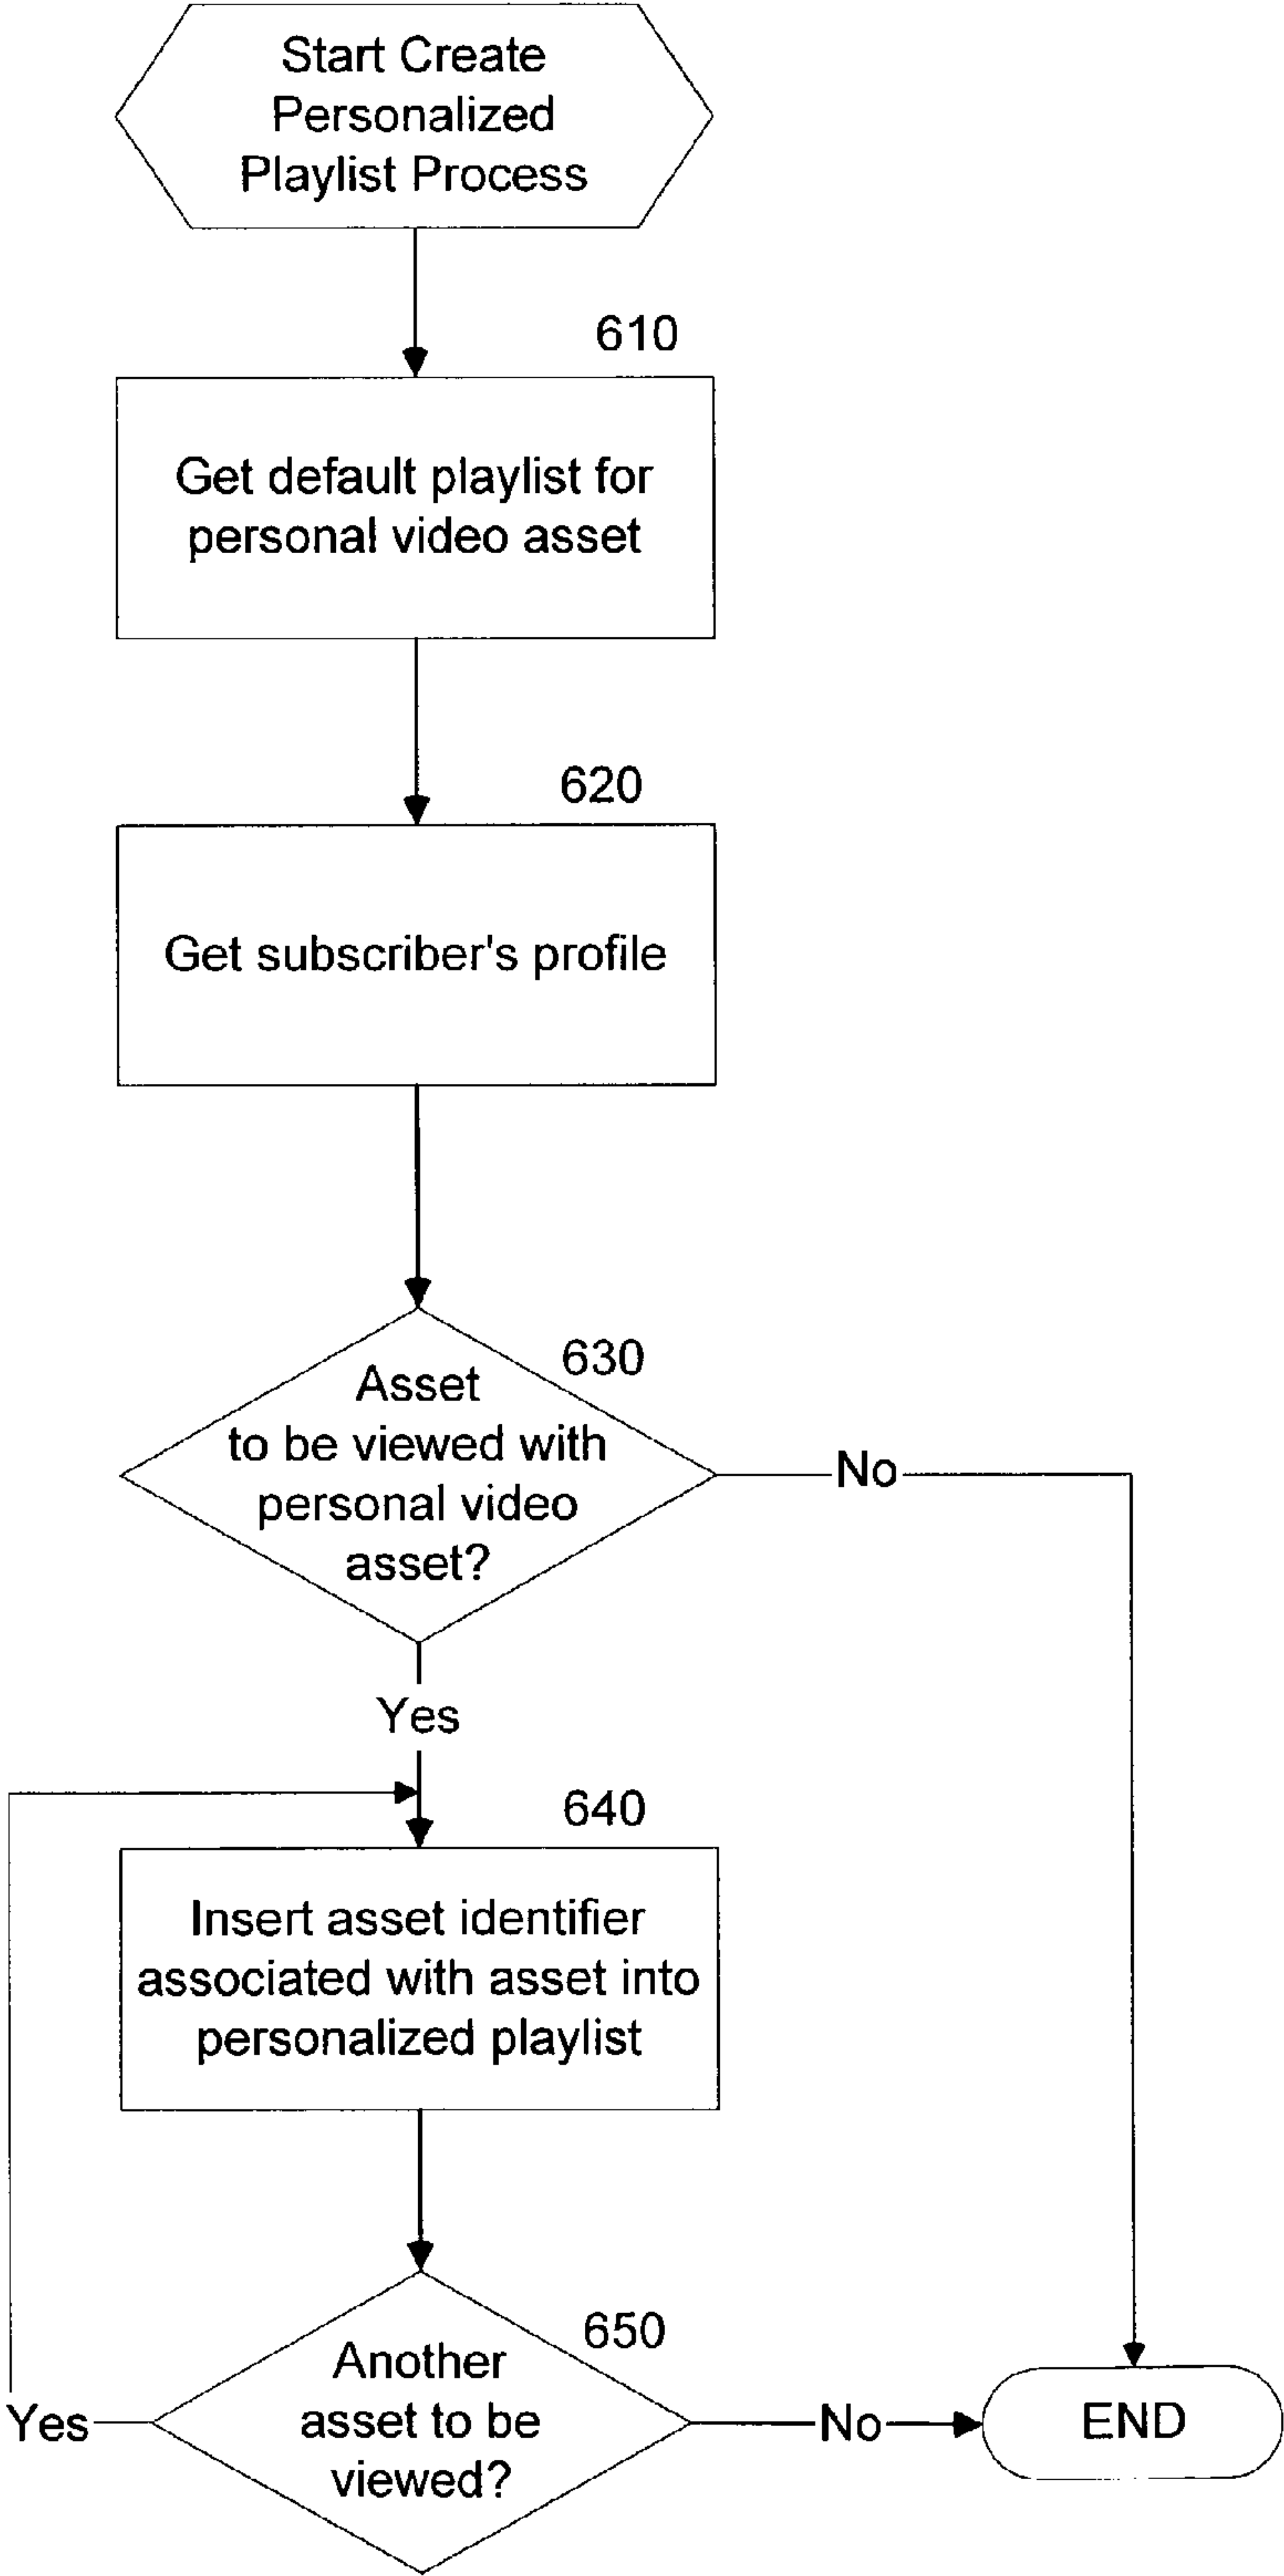 Start Create
Personalized
Playlist Process
610
Get default playlist for
personal video asset
620
Get subscriber's profile
630
Asset
to be viewed with
personal video
asset?
No
Yes
640
Insert asset identifier
associated with asset into
personalized playlist
650
Another
asset to be
viewed?
Yes
No
END